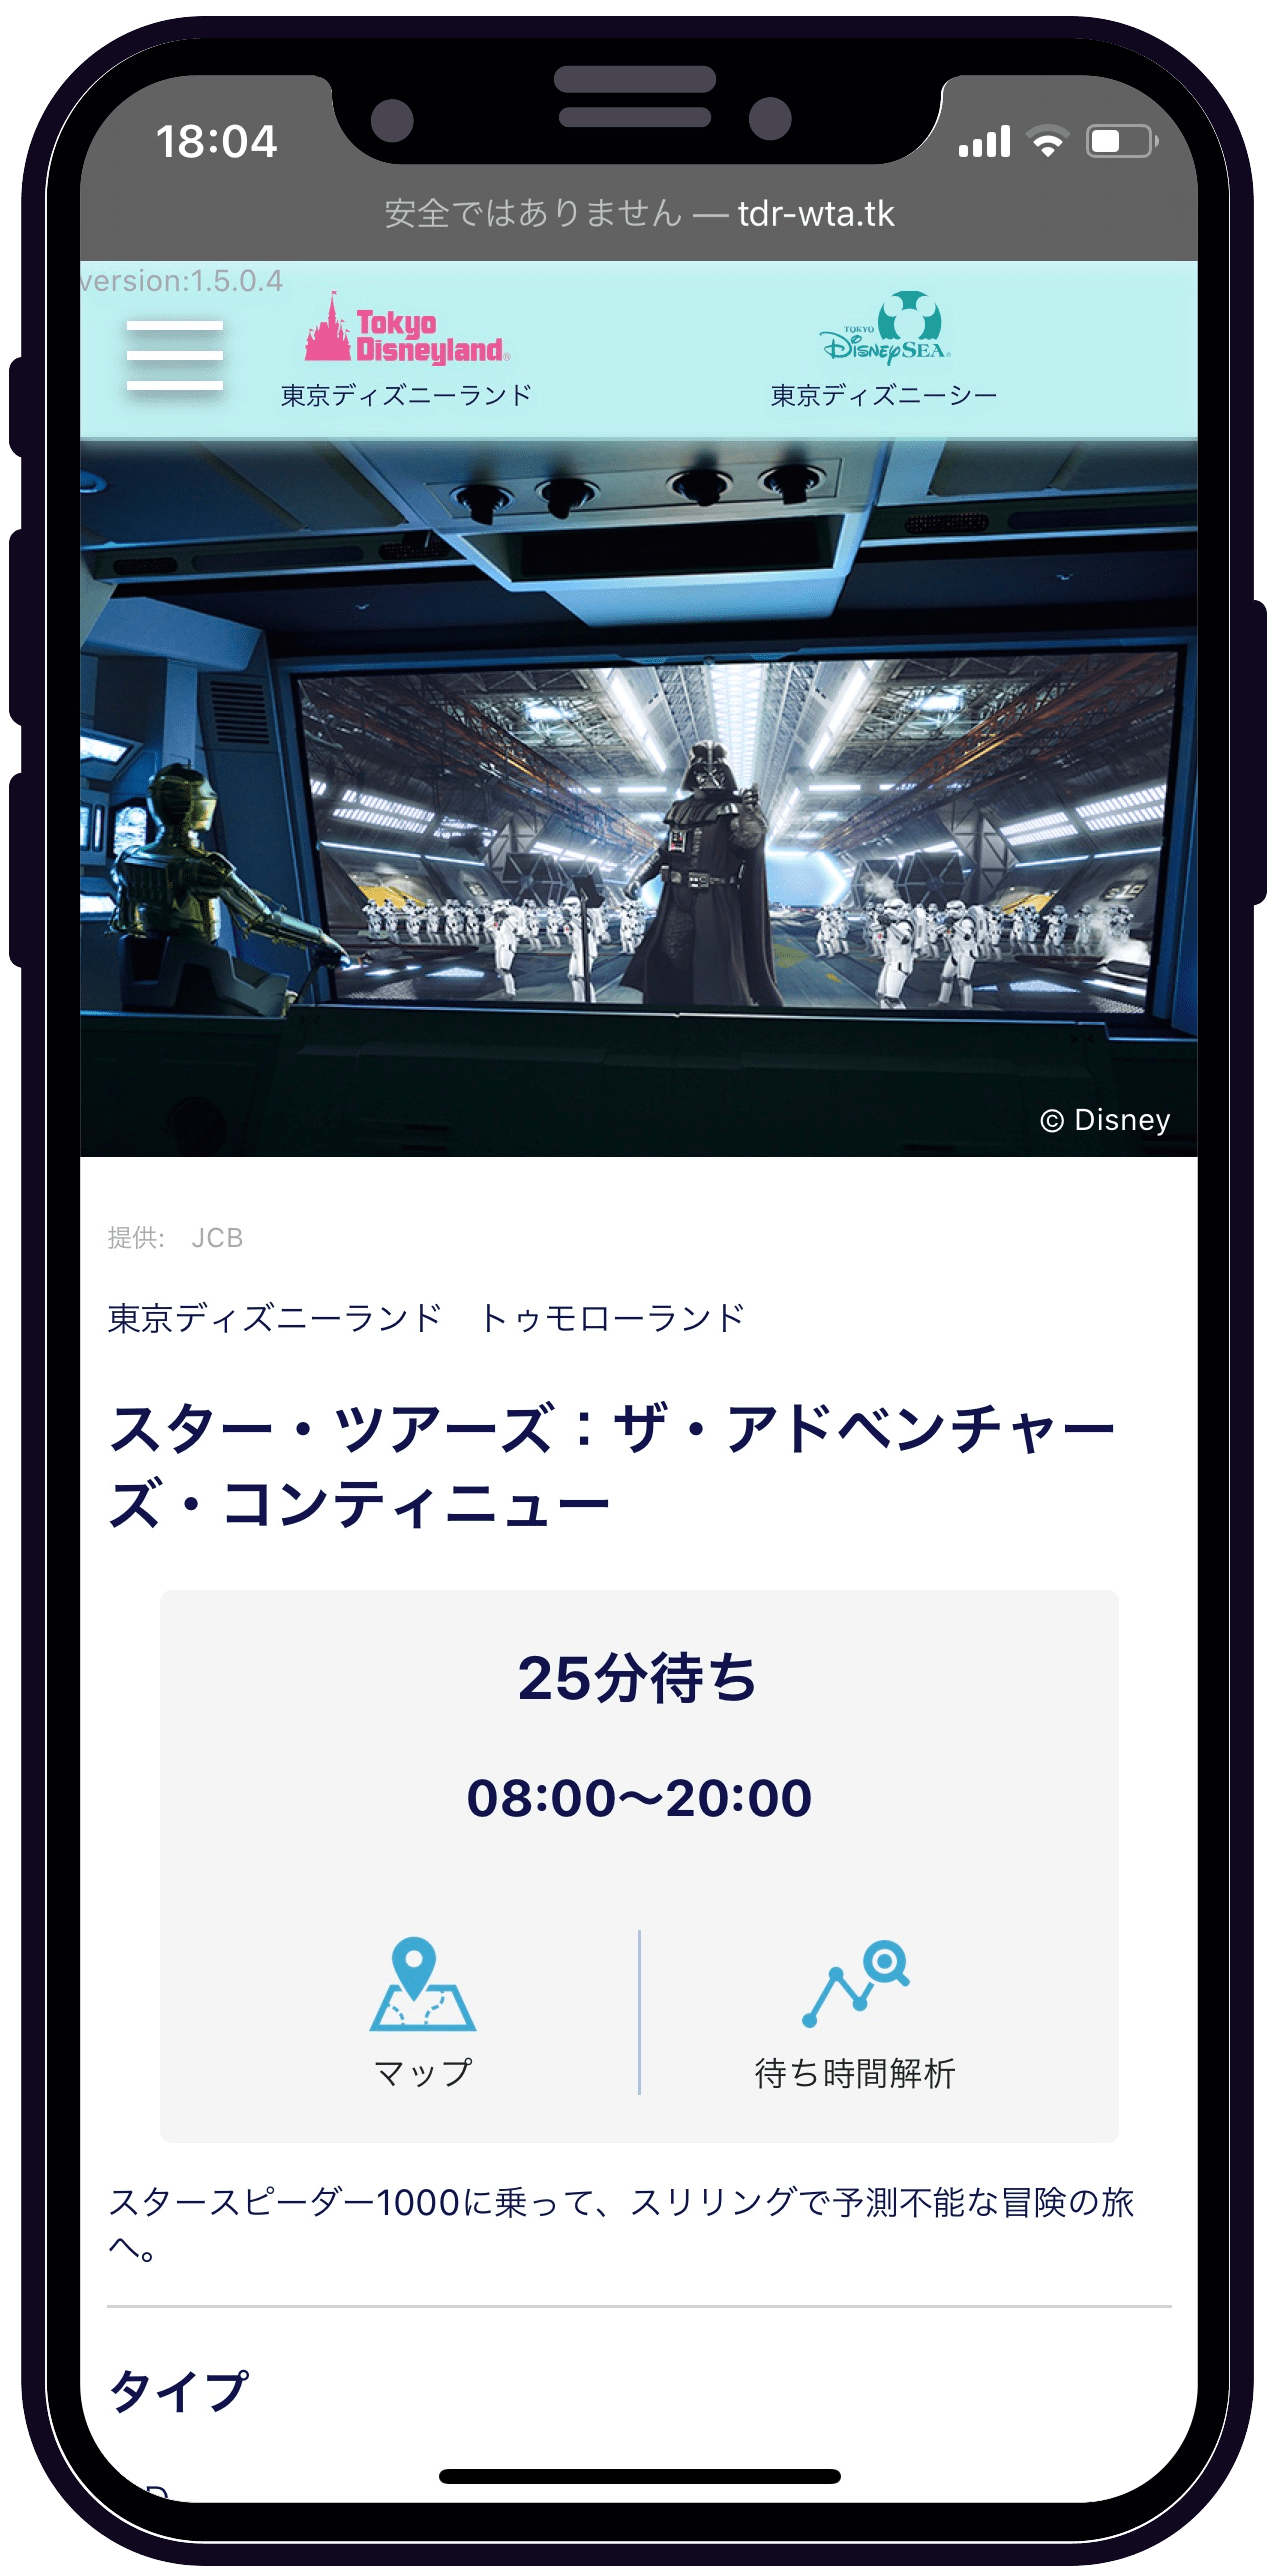 18:04
安全ではありません — tdr-wta.tk
version:1.5.0.4
Tokyo
Disneyland®
東京ディズニーランド
TOKYO
DisneySEA®
東京ディズニーシー
© Disney
提供: JCB
東京ディズニーランド トゥモローランド
スター・ツアーズ：ザ・アドベンチャー
ズ・コンティニュー
25分待ち
08:00〜20:00
マップ
待ち時間解析
スタースピーダー1000に乗って、スリリングで予測不能な冒険の旅
へ。
タイプ